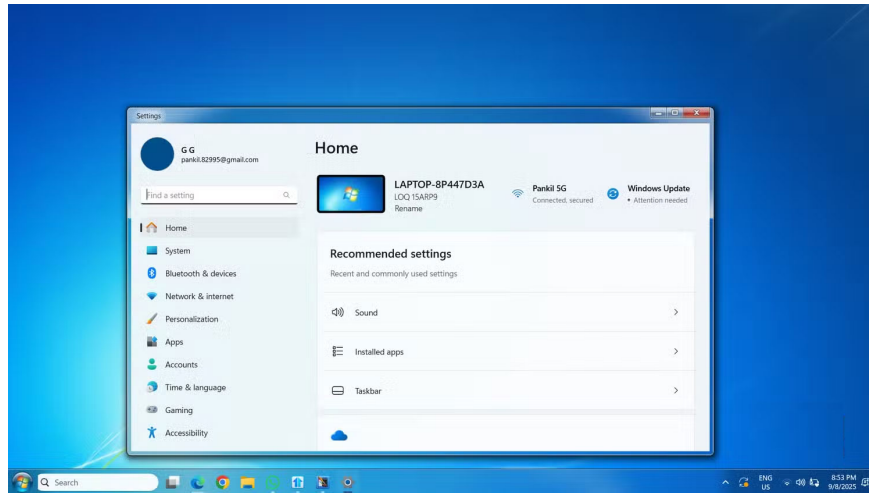 Settings
G G
pankil.82995@gmail.com
Find a setting
Home
System
Bluetooth & devices
Network & internet
Personalization
Apps
Accounts
Time & language
Gaming
Accessibility
Home
LAPTOP-8P447D3A
LOQ 15ARP9
Rename
Pankil 5G
Connected, secured
Windows Update
• Attention needed
Recommended settings
Recent and commonly used settings
Sound
Installed apps
Taskbar
Search
ENG
US
8:53 PM
9/8/2025